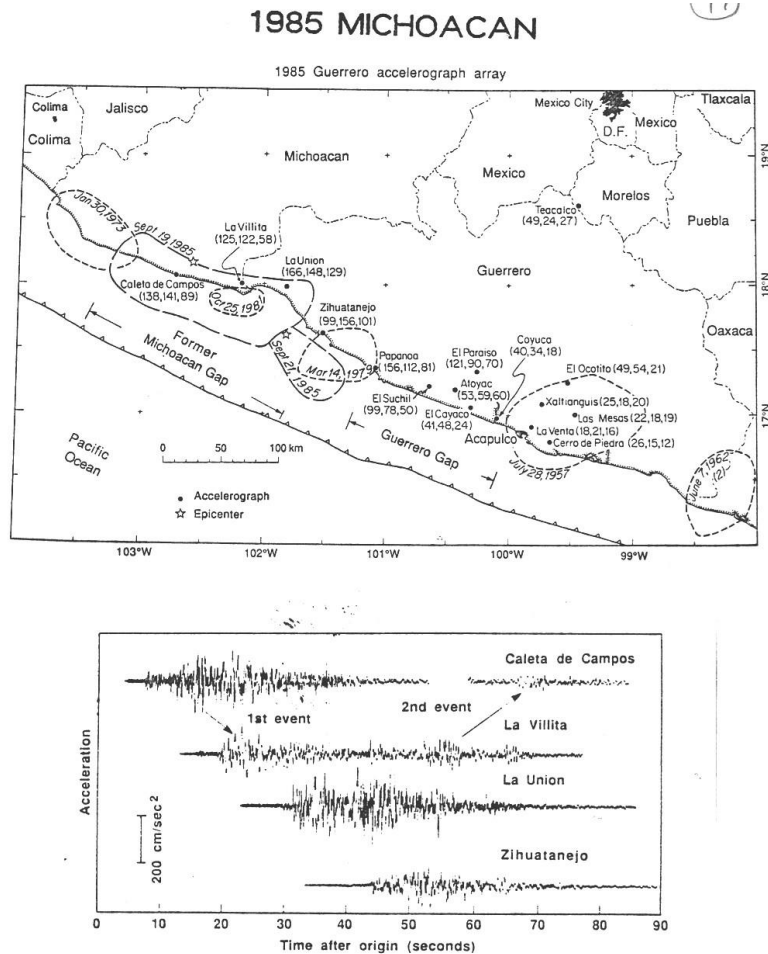 1985 MICHOACAN
1985 Guerrero accelerograph array
Colima
Jalisco
Colima
Michoacan
Mexico City
D.F.
Mexico
Tlaxcala
Mexico
Morelos
Puebla
19°N
Teacalco
(49,24,27)
Jan 30, 1973
Sept 19, 1985
La Villita
(125,122,58)
La Union
(166,148,129)
Guerrero
18°N
Caleta de Campos
(138,141,89)
Oct 25, 198
Zihuatanejo
(99,156,101)
Oaxaca
Former
Michoacan Gap
Sept 21, 1985
Mar 14, 197
Papanoa
(156,112,81)
El Suchil
(99,78,50)
El Paraiso
(121,90,70)
Atoyac
(53,59,60)
El Cayaco
(41,48,24)
Coyuca
(40,34,18)
El Ocotito (49,54,21)
Xaltianguis (25,18,20)
Las Mesas (22,18,19)
La Venta (18,21,16)
Cerro de Piedra (26,15,12)
Acapulco
17°N
Guerrero Gap
July 28, 1957
June 7, 1962
(2)
Pacific
Ocean
0 50 100 km
Accelerograph
Epicenter
103°W 102°W 101°W 100°W 99°W
Caleta de Campos
1st event
2nd event
La Villita
La Union
Zihuatanejo
Acceleration
200 cm/sec²
0 10 20 30 40 50 60 70 80 90
Time after origin (seconds)